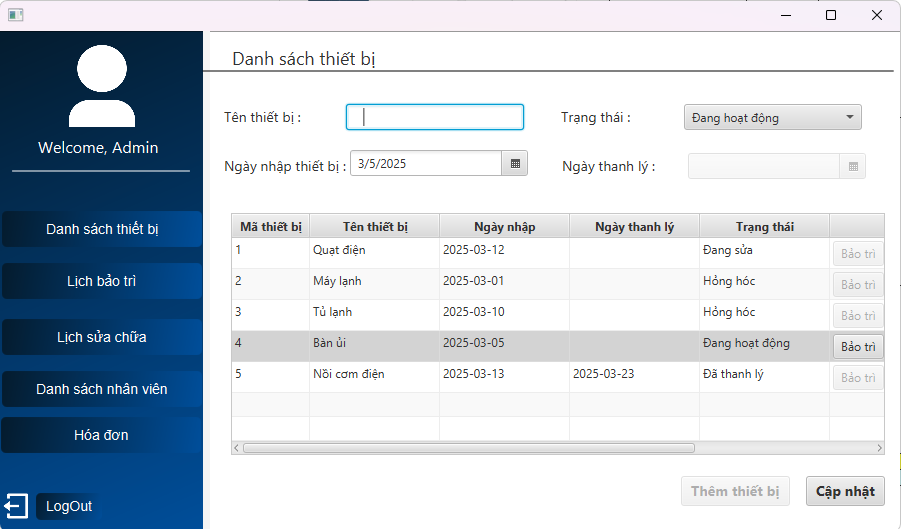 Danh sách thiết bị
Welcome, Admin
Danh sách thiết bị
Lịch bảo trì
Lịch sửa chữa
Danh sách nhân viên
Hóa đơn
LogOut
Tên thiết bị : Trạng thái : Đang hoạt động
Ngày nhập thiết bị : 3/5/2025 Ngày thanh lý :
Mã thiết bị Tên thiết bị Ngày nhập Ngày thanh lý Trạng thái
1 Quạt điện 2025-03-12 Đang sửa Bảo trì
2 Máy lạnh 2025-03-01 Hỏng hóc Bảo trì
3 Tủ lạnh 2025-03-10 Hỏng hóc Bảo trì
4 Bàn ủi 2025-03-05 Đang hoạt động Bảo trì
5 Nồi cơm điện 2025-03-13 2025-03-23 Đã thanh lý Bảo trì
Thêm thiết bị Cập nhật